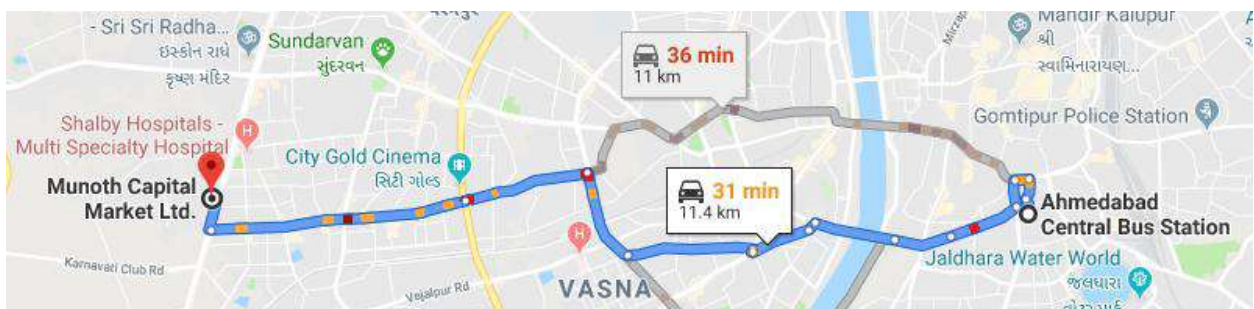 - Sri Sri Radha...
ઇસ્કોન રાધે
કૃષ્ણ મંદિર
Sundarvan
સુંદરવન
36 min
11 km
Mandir Kalupur
શ્રી
સ્વામિનારાયણ...
Gomtipur Police Station
Shalby Hospitals -
Multi Specialty Hospital
City Gold Cinema
સિટી ગોલ્ડ
Munoth Capital
Market Ltd.
31 min
11.4 km
Ahmedabad
Central Bus Station
Karnavati Club Rd
Vejalpur Rd
VASNA
Jaldhara Water World
જલધારા